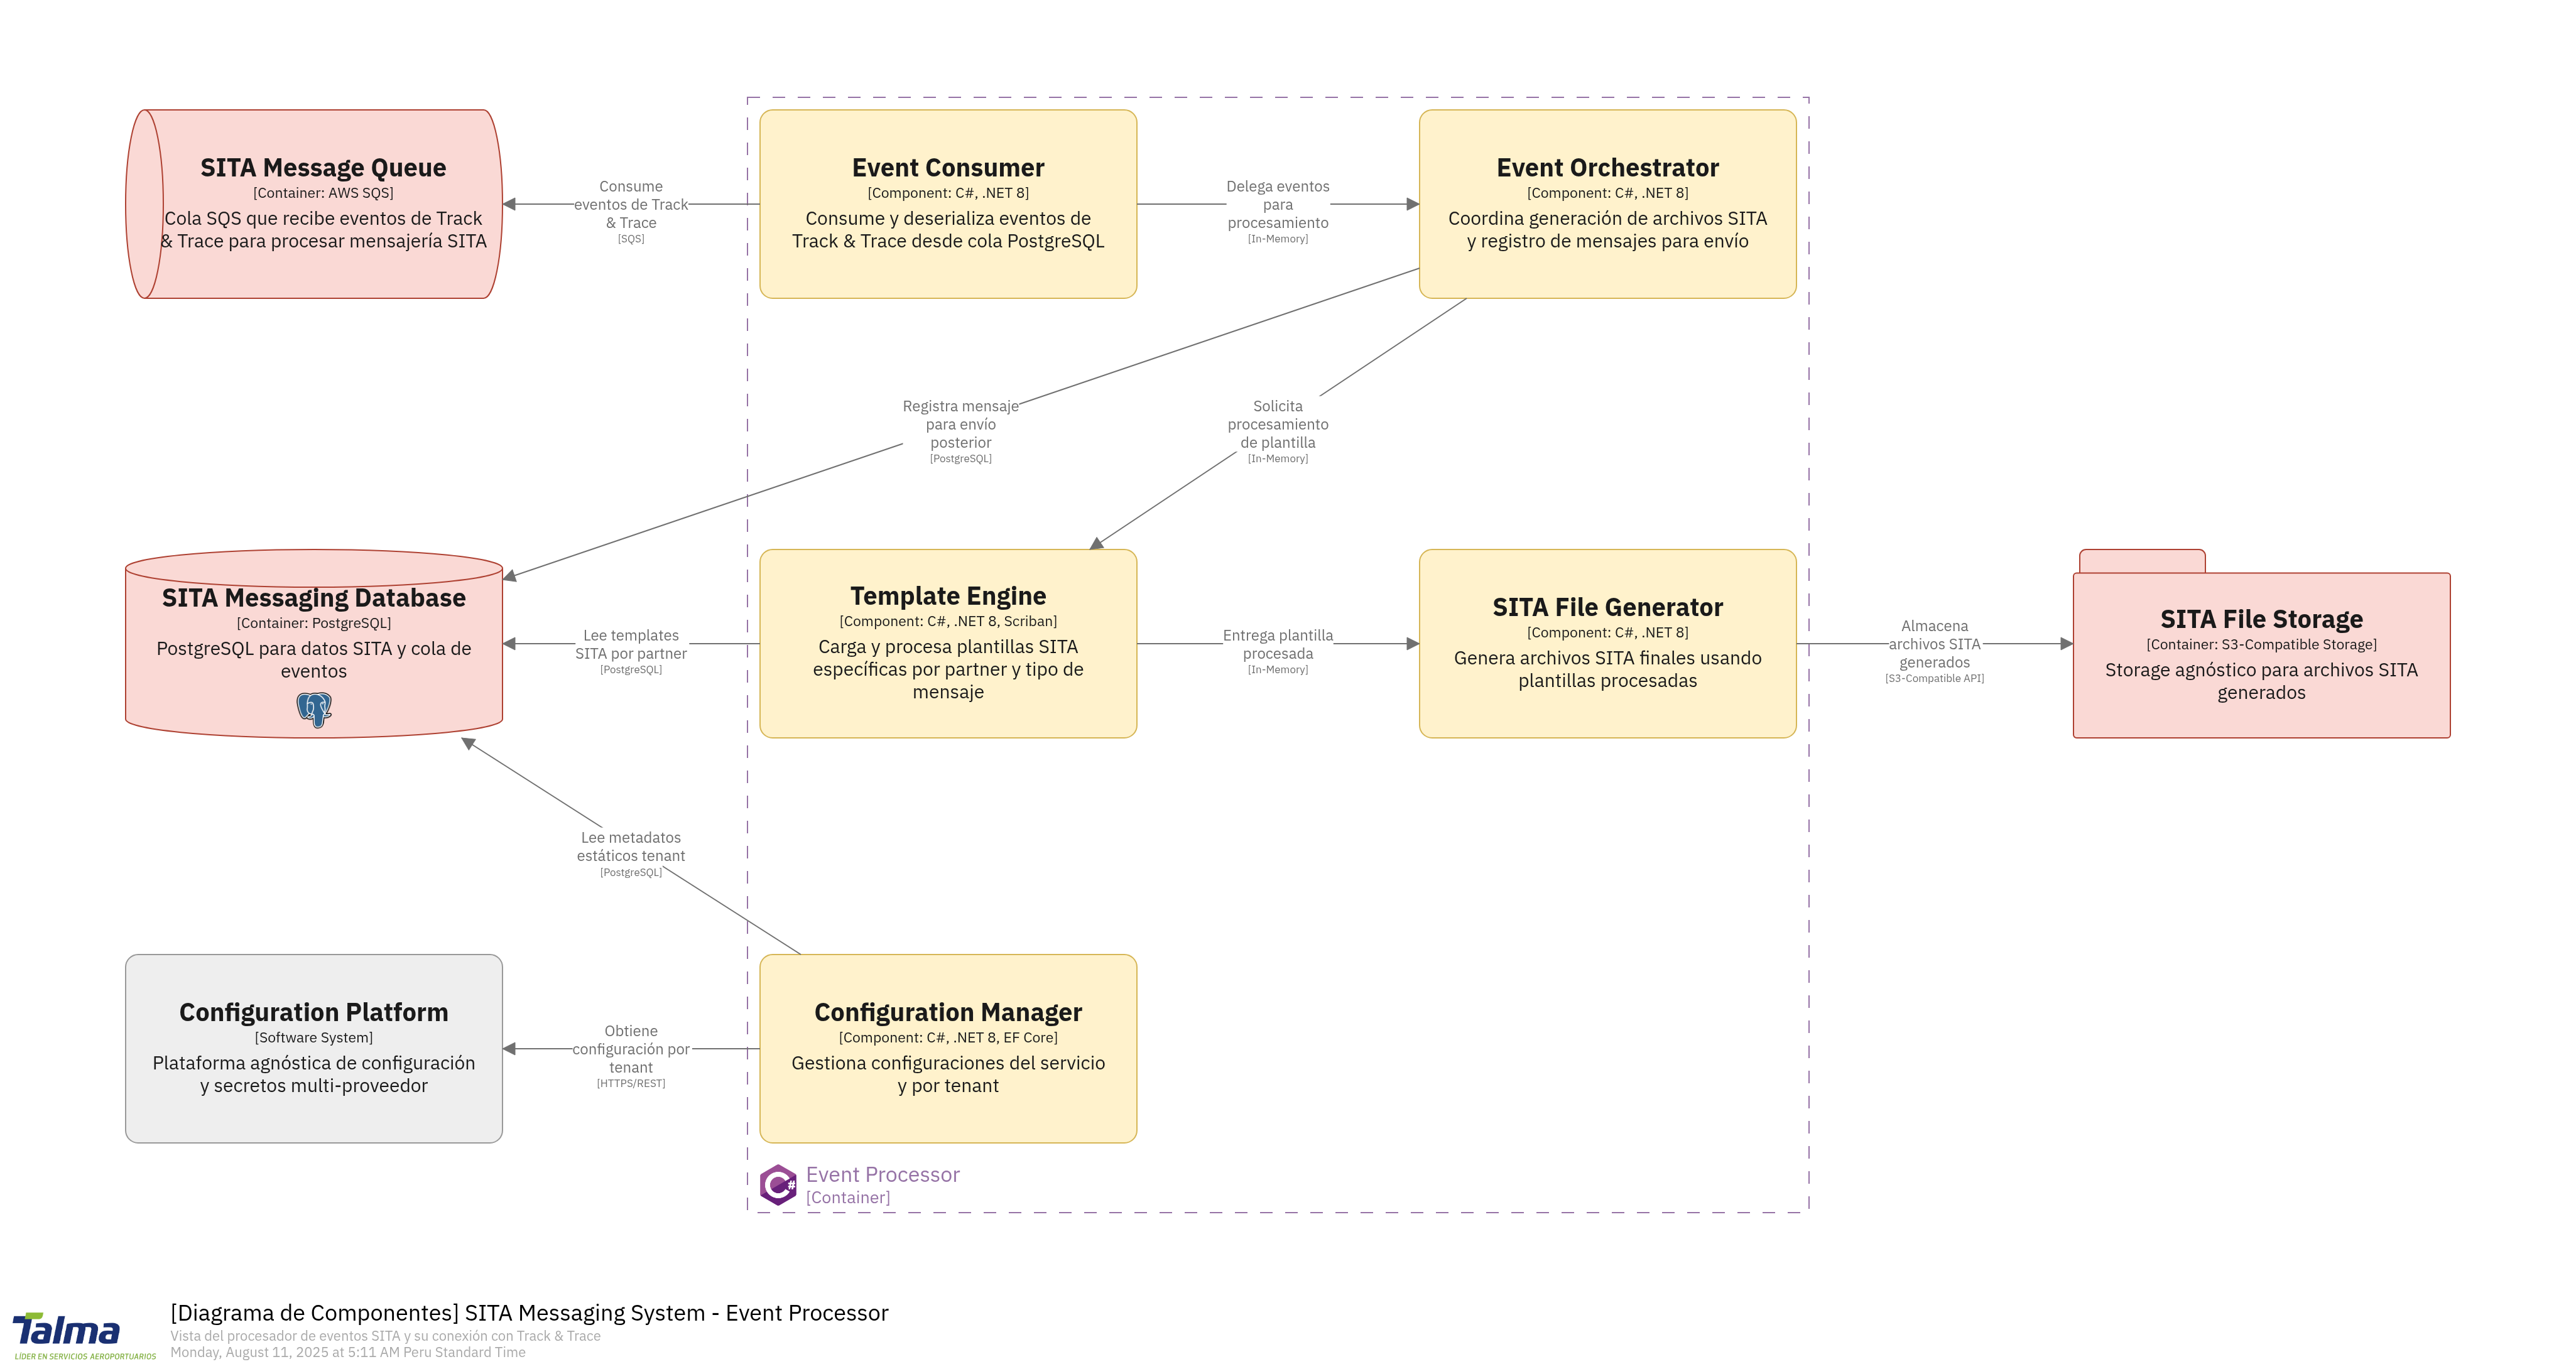 SITA Message Queue
[Container: AWS SQS]
Cola SQS que recibe eventos de Track
& Trace para procesar mensajería SITA
Consume
eventos de Track
& Trace
[SQS]
Event Consumer
[Component: C#, .NET 8]
Consume y deserializa eventos de
Track & Trace desde cola PostgreSQL
Delega eventos
para
procesamiento
[In-Memory]
Event Orchestrator
[Component: C#, .NET 8]
Coordina generación de archivos SITA
y registro de mensajes para envío
Registra mensaje
para envío
posterior
[PostgreSQL]
Solicita
procesamiento
de plantilla
[In-Memory]
SITA Messaging Database
[Container: PostgreSQL]
PostgreSQL para datos SITA y cola de
eventos
Lee templates
SITA por partner
[PostgreSQL]
Template Engine
[Component: C#, .NET 8, Scriban]
Carga y procesa plantillas SITA
específicas por partner y tipo de
mensaje
Entrega plantilla
procesada
[In-Memory]
SITA File Generator
[Component: C#, .NET 8]
Genera archivos SITA finales usando
plantillas procesadas
Almacena
archivos SITA
generados
[S3-Compatible API]
SITA File Storage
[Container: S3-Compatible Storage]
Storage agnóstico para archivos SITA
generados
Lee metadatos
estáticos tenant
[PostgreSQL]
Configuration Platform
[Software System]
Plataforma agnóstica de configuración
y secretos multi-proveedor
Obtiene
configuración por
tenant
[HTTPS/REST]
Configuration Manager
[Component: C#, .NET 8, EF Core]
Gestiona configuraciones del servicio
y por tenant
C#
Event Processor
[Container]
Talma
LÍDER EN SERVICIOS AEROPORTUARIOS
[Diagrama de Componentes] SITA Messaging System - Event Processor
Vista del procesador de eventos SITA y su conexión con Track & Trace
Monday, August 11, 2025 at 5:11 AM Peru Standard Time